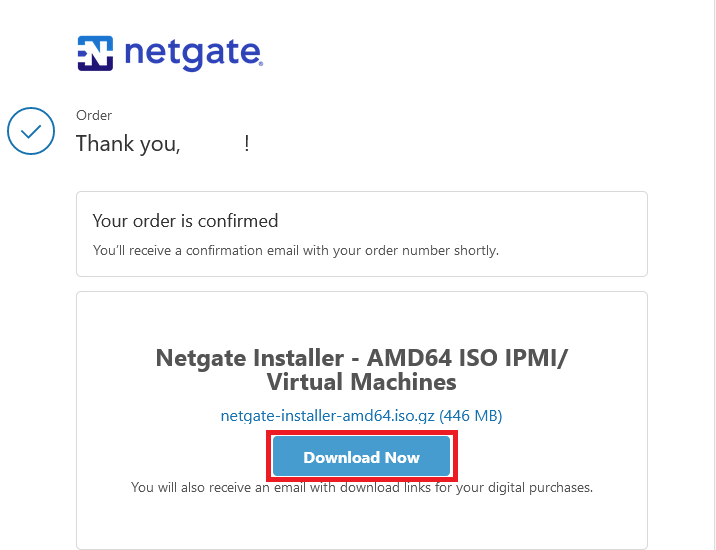 netgate®
Order
Thank you, !
Your order is confirmed
You'll receive a confirmation email with your order number shortly.
Netgate Installer - AMD64 ISO IPMI/
Virtual Machines
netgate-installer-amd64.iso.gz (446 MB)
Download Now
You will also receive an email with download links for your digital purchases.